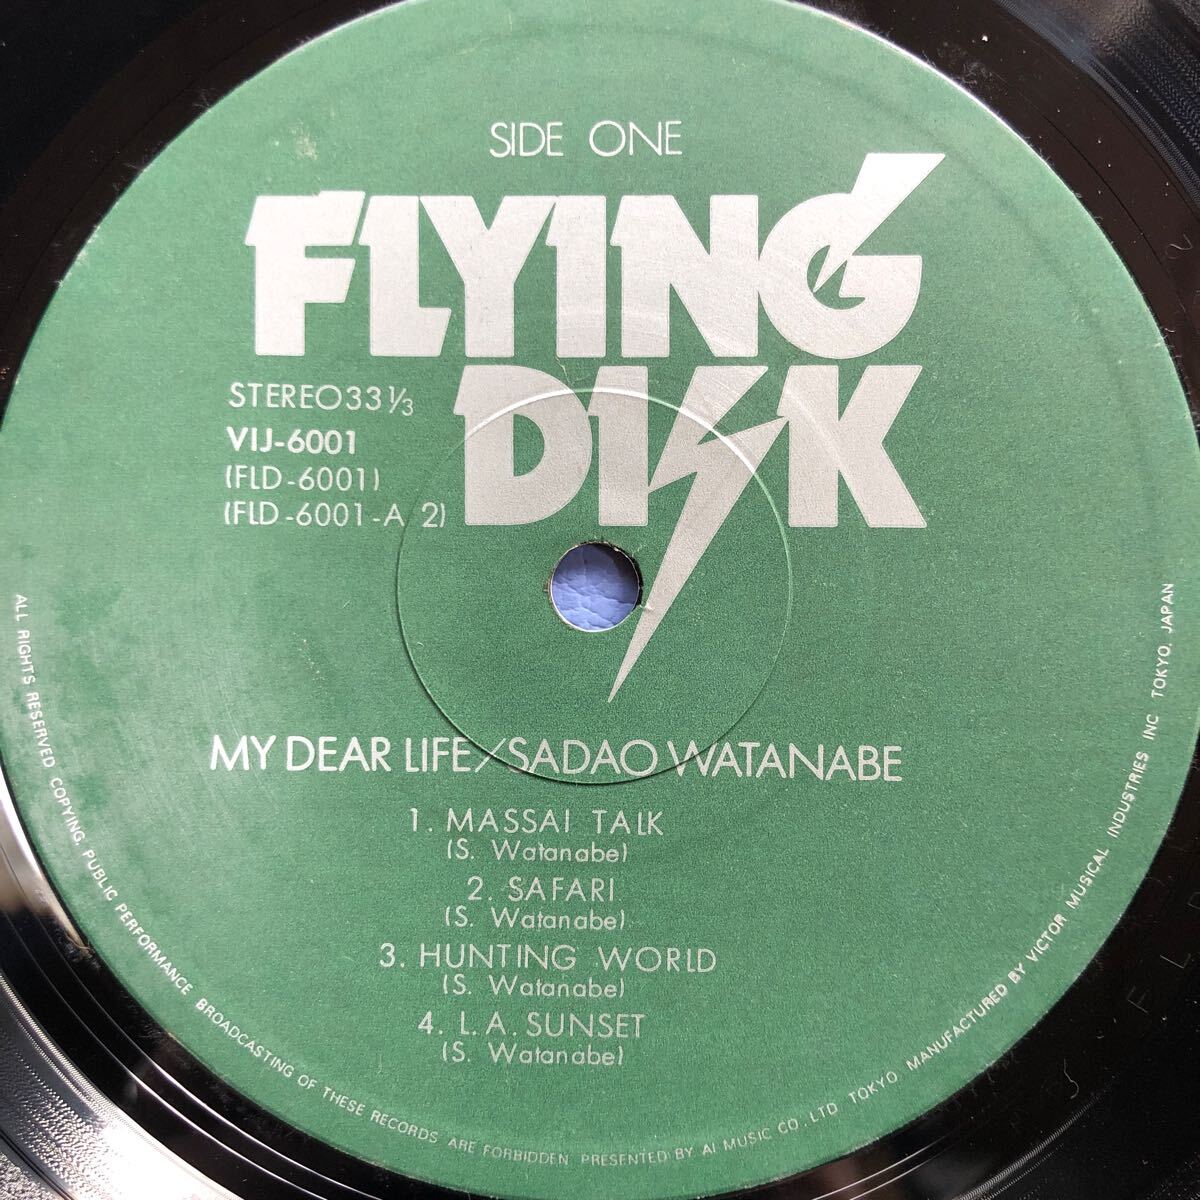 SIDE ONE
FLYING
DISK
STEREO33 1/3
VIJ-6001
(FLD-6001)
(FLD-6001-A 2)
MY DEAR LIFE/SADAO WATANABE
1. MASSAI TALK
(S. Watanabe)
2. SAFARI
(S. Watanabe)
3. HUNTING WORLD
(S. Watanabe)
4. L.A. SUNSET
(S. Watanabe)
ALL RIGHTS RESERVED COPYING, PUBLIC PERFORMANCE BROADCASTING OF THESE RECORDS ARE FORBIDDEN PRESENTED BY AI MUSIC CO., LTD TOKYO MANUFACTURED BY VICTOR MUSICAL INDUSTRIES INC TOKYO, JAPAN